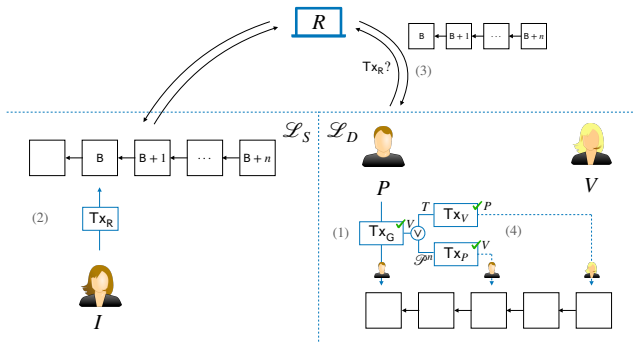 R
B B + 1 ⋯ B + n
Tx_R? (3)
ℒ_S ℒ_D
B B + 1 ⋯ B + n
P V
(2) Tx_R
(1) Tx_G V ∨ T Tx_V P (4)
𝒫^n Tx_P V
I